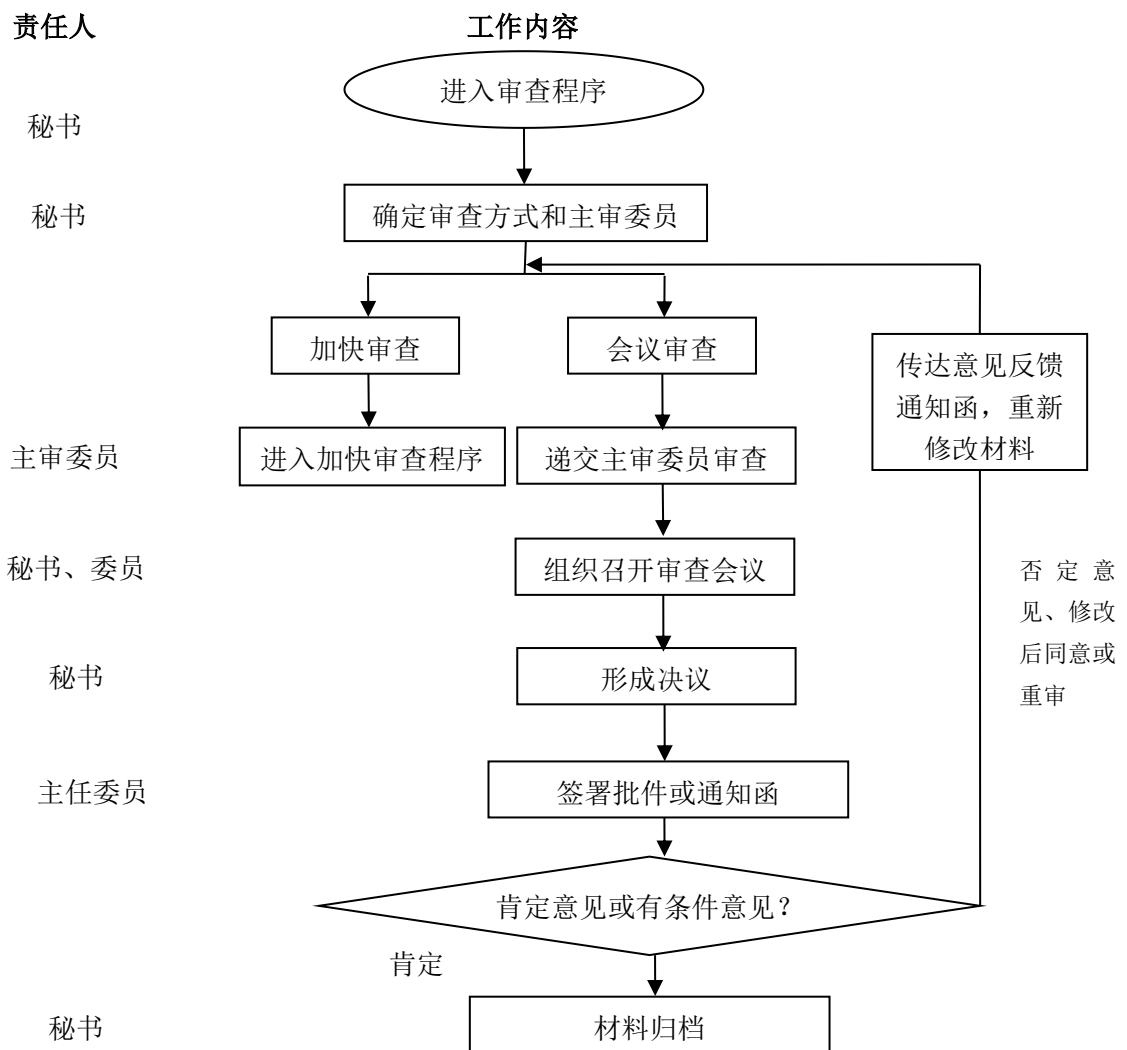 责任人 工作内容
进入审查程序
秘书
秘书
确定审查方式和主审委员
加快审查
会议审查
传达意见反馈
通知函，重新
修改材料
主审委员
进入加快审查程序
递交主审委员审查
秘书、委员
组织召开审查会议
否定意
见、修改
后同意或
重审
秘书
形成决议
主任委员
签署批件或通知函
肯定意见或有条件意见？
肯定
秘书
材料归档